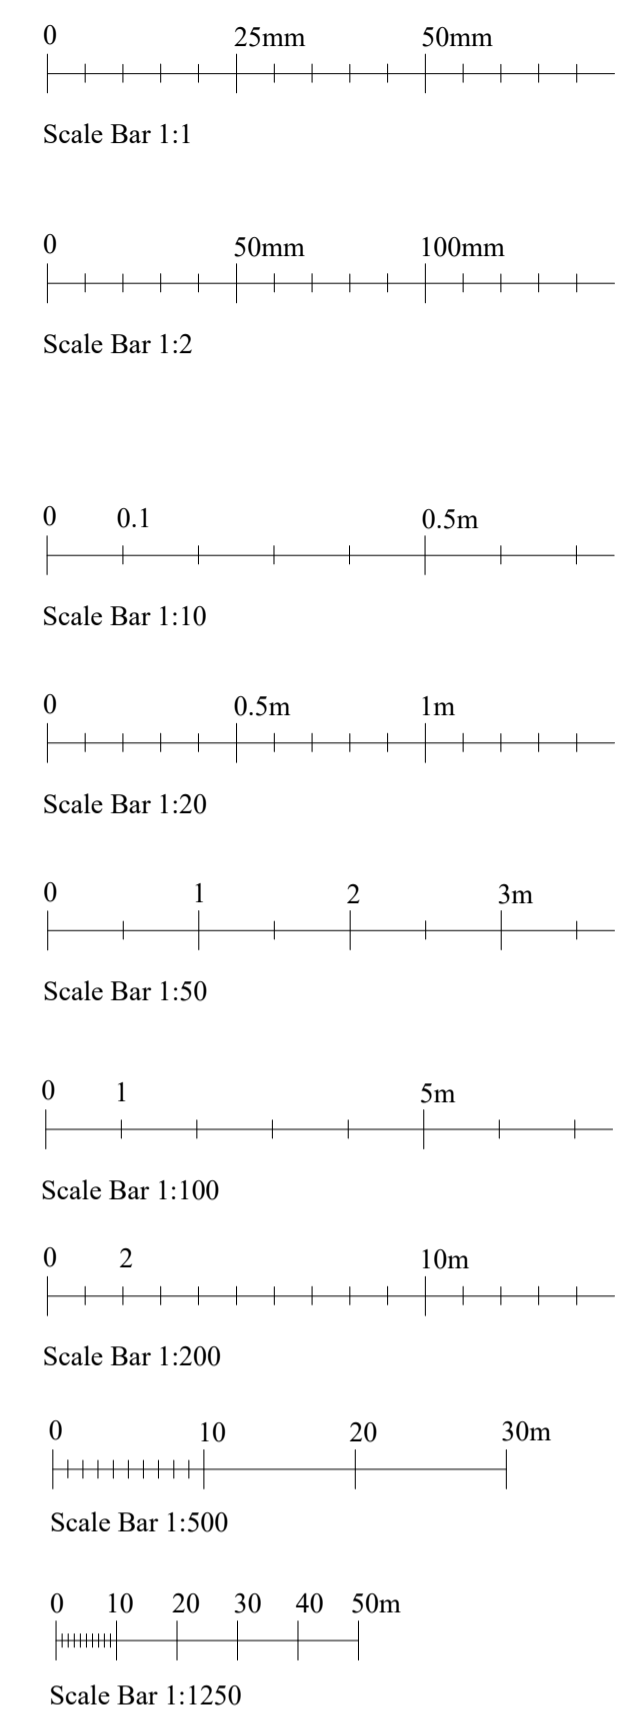 0 25mm 50mm
Scale Bar 1:1
0 50mm 100mm
Scale Bar 1:2
0 0.1 0.5m
Scale Bar 1:10
0 0.5m 1m
Scale Bar 1:20
0 1 2 3m
Scale Bar 1:50
0 1 5m
Scale Bar 1:100
0 2 10m
Scale Bar 1:200
0 10 20 30m
Scale Bar 1:500
0 10 20 30 40 50m
Scale Bar 1:1250